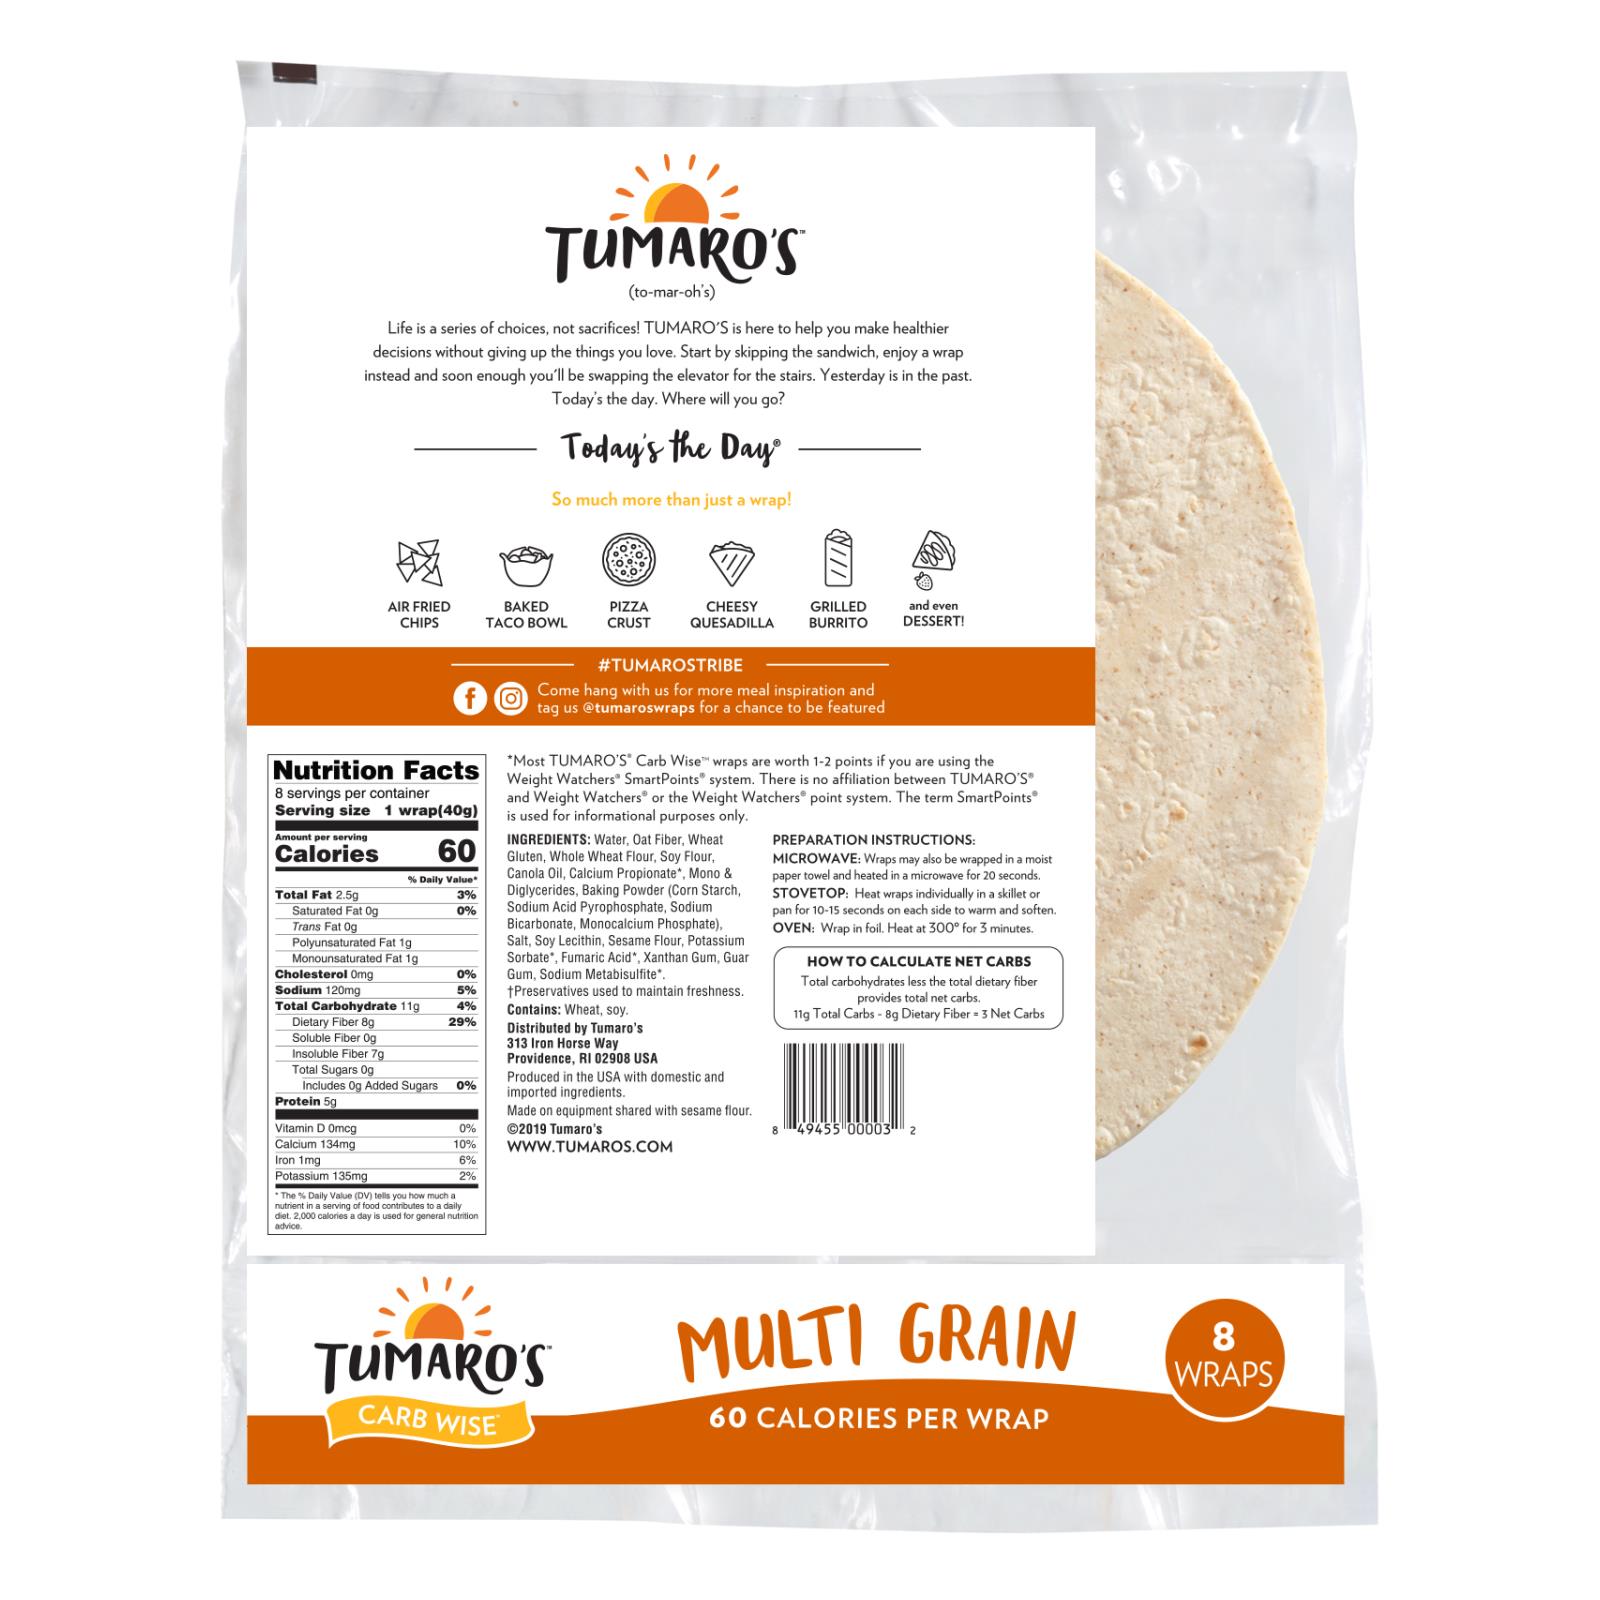 TUMARO'S™
(to-mar-oh's)
Life is a series of choices, not sacrifices! TUMARO'S is here to help you make healthier
decisions without giving up the things you love. Start by skipping the sandwich, enjoy a wrap
instead and soon enough you'll be swapping the elevator for the stairs. Yesterday is in the past.
Today's the day. Where will you go?
Today's the Day®
So much more than just a wrap!
AIR FRIED
CHIPS
BAKED
TACO BOWL
PIZZA
CRUST
CHEESY
QUESADILLA
GRILLED
BURRITO
and even
DESSERT!
#TUMAROSTRIBE
Come hang with us for more meal inspiration and
tag us @tumaroswraps for a chance to be featured
Nutrition Facts
8 servings per container
Serving size 1 wrap(40g)
Amount per serving
Calories 60
% Daily Value*
Total Fat 2.5g 3%
Saturated Fat 0g 0%
Trans Fat 0g
Polyunsaturated Fat 1g
Monounsaturated Fat 1g
Cholesterol 0mg 0%
Sodium 120mg 5%
Total Carbohydrate 11g 4%
Dietary Fiber 8g 29%
Soluble Fiber 0g
Insoluble Fiber 7g
Total Sugars 0g
Includes 0g Added Sugars 0%
Protein 5g
Vitamin D 0mcg 0%
Calcium 134mg 10%
Iron 1mg 6%
Potassium 135mg 2%
* The % Daily Value (DV) tells you how much a
nutrient in a serving of food contributes to a daily
diet. 2,000 calories a day is used for general nutrition
advice.
*Most TUMARO'S® Carb Wise™ wraps are worth 1-2 points if you are using the
Weight Watchers® SmartPoints® system. There is no affiliation between TUMARO'S®
and Weight Watchers® or the Weight Watchers® point system. The term SmartPoints®
is used for informational purposes only.
INGREDIENTS: Water, Oat Fiber, Wheat
Gluten, Whole Wheat Flour, Soy Flour,
Canola Oil, Calcium Propionate*, Mono &
Diglycerides, Baking Powder (Corn Starch,
Sodium Acid Pyrophosphate, Sodium
Bicarbonate, Monocalcium Phosphate),
Salt, Soy Lecithin, Sesame Flour, Potassium
Sorbate*, Fumaric Acid*, Xanthan Gum, Guar
Gum, Sodium Metabisulfite*.
†Preservatives used to maintain freshness.
Contains: Wheat, soy.
Distributed by Tumaro's
313 Iron Horse Way
Providence, RI 02908 USA
Produced in the USA with domestic and
imported ingredients.
Made on equipment shared with sesame flour.
©2019 Tumaro's
WWW.TUMAROS.COM
PREPARATION INSTRUCTIONS:
MICROWAVE: Wraps may also be wrapped in a moist
paper towel and heated in a microwave for 20 seconds.
STOVETOP: Heat wraps individually in a skillet or
pan for 10-15 seconds on each side to warm and soften.
OVEN: Wrap in foil. Heat at 300° for 3 minutes.
HOW TO CALCULATE NET CARBS
Total carbohydrates less the total dietary fiber
provides total net carbs.
11g Total Carbs - 8g Dietary Fiber = 3 Net Carbs
8 49455 00003 2
TUMARO'S™
CARB WISE™
MULTI GRAIN
60 CALORIES PER WRAP
8
WRAPS